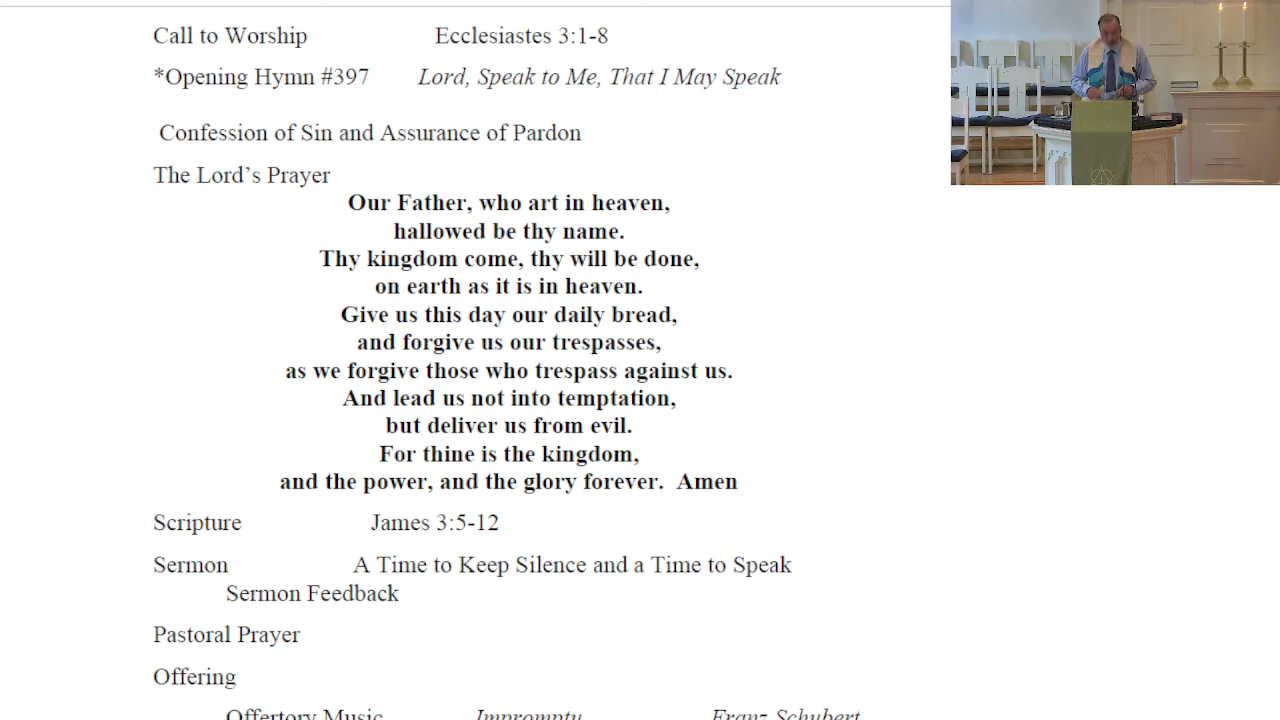 Call to Worship Ecclesiastes 3:1-8
*Opening Hymn #397 Lord, Speak to Me, That I May Speak
Confession of Sin and Assurance of Pardon
The Lord's Prayer
Our Father, who art in heaven,
hallowed be thy name.
Thy kingdom come, thy will be done,
on earth as it is in heaven.
Give us this day our daily bread,
and forgive us our trespasses,
as we forgive those who trespass against us.
And lead us not into temptation,
but deliver us from evil.
For thine is the kingdom,
and the power, and the glory forever. Amen
Scripture James 3:5-12
Sermon A Time to Keep Silence and a Time to Speak
Sermon Feedback
Pastoral Prayer
Offering
Offertory Music Impromptu Franz Schubert